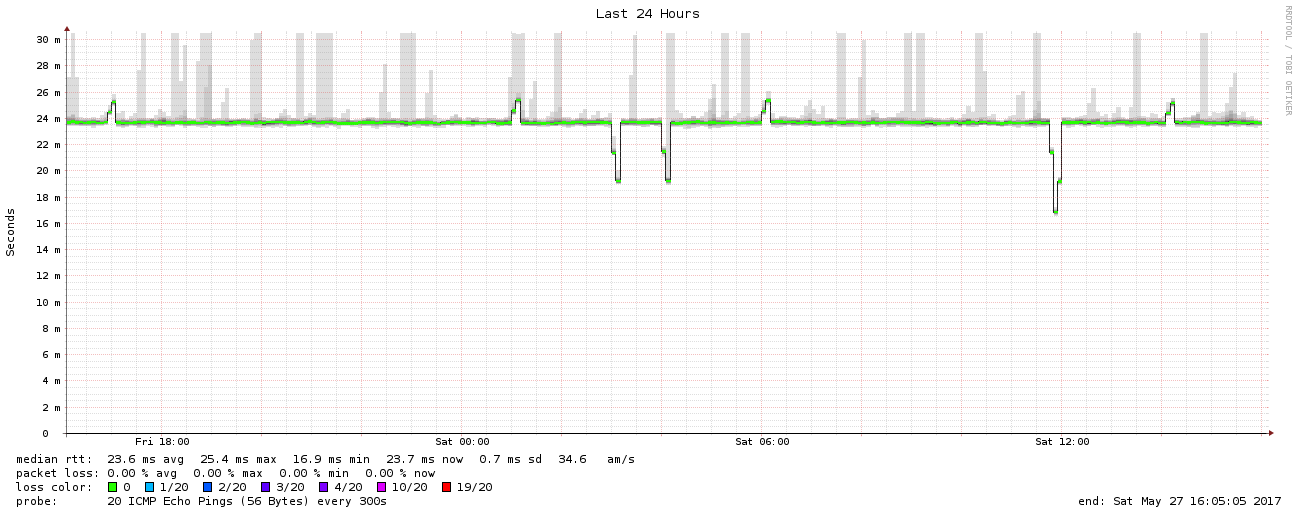 Last 24 Hours
RRDTOOL / TOBI OETIKER
Seconds
30 m
28 m
26 m
24 m
22 m
20 m
18 m
16 m
14 m
12 m
10 m
8 m
6 m
4 m
2 m
0
Fri 18:00 Sat 00:00 Sat 06:00 Sat 12:00
median rtt: 23.6 ms avg 25.4 ms max 16.9 ms min 23.7 ms now 0.7 ms sd 34.6 am/s
packet loss: 0.00 % avg 0.00 % max 0.00 % min 0.00 % now
loss color: 0 1/20 2/20 3/20 4/20 10/20 19/20
probe: 20 ICMP Echo Pings (56 Bytes) every 300s end: Sat May 27 16:05:05 2017